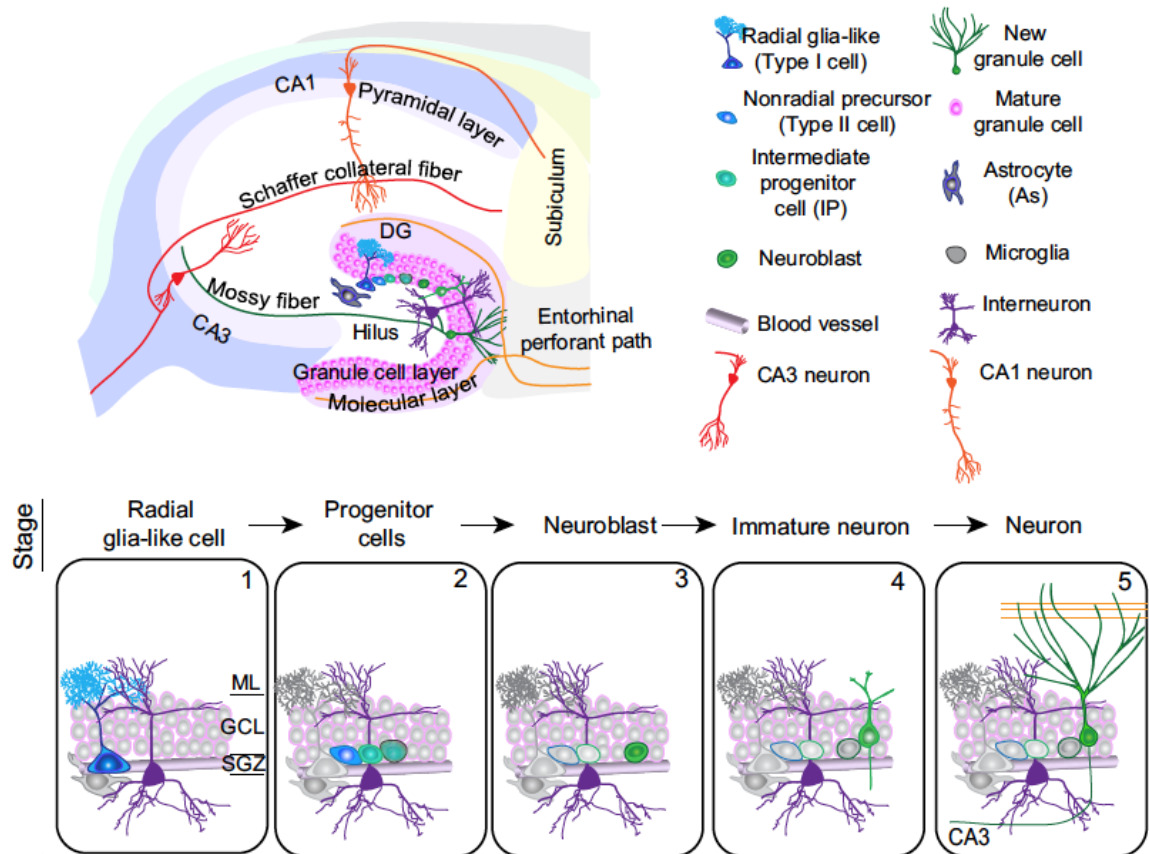 CA1
Pyramidal layer
Schaffer collateral fiber
Subiculum
DG
Mossy fiber
CA3
Hilus
Entorhinal
perforant path
Granule cell layer
Molecular layer
Radial glia-like
(Type I cell)
New
granule cell
Nonradial precursor
(Type II cell)
Mature
granule cell
Intermediate
progenitor
cell (IP)
Astrocyte
(As)
Neuroblast
Microglia
Blood vessel
Interneuron
CA3 neuron
CA1 neuron
Stage
Radial
glia-like cell
Progenitor
cells
Neuroblast
Immature neuron
Neuron
1
ML
GCL
SGZ
2
3
4
5
CA3